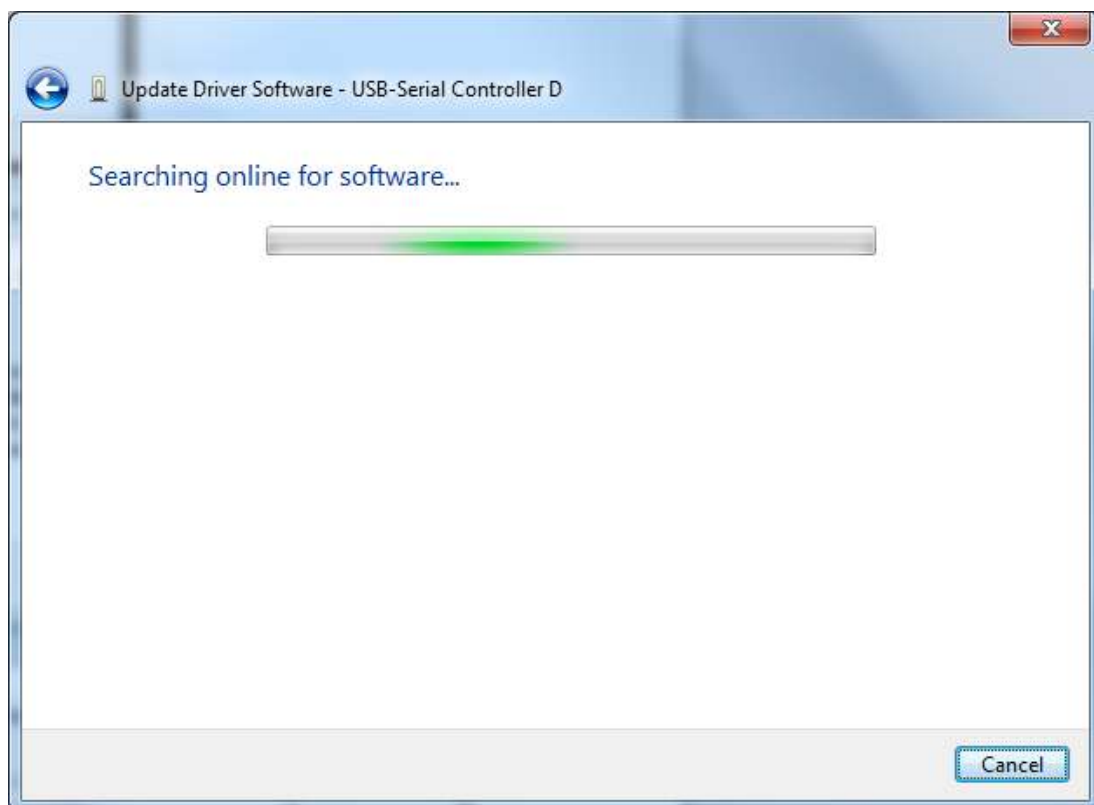 Update Driver Software - USB-Serial Controller D
Searching online for software...
Cancel